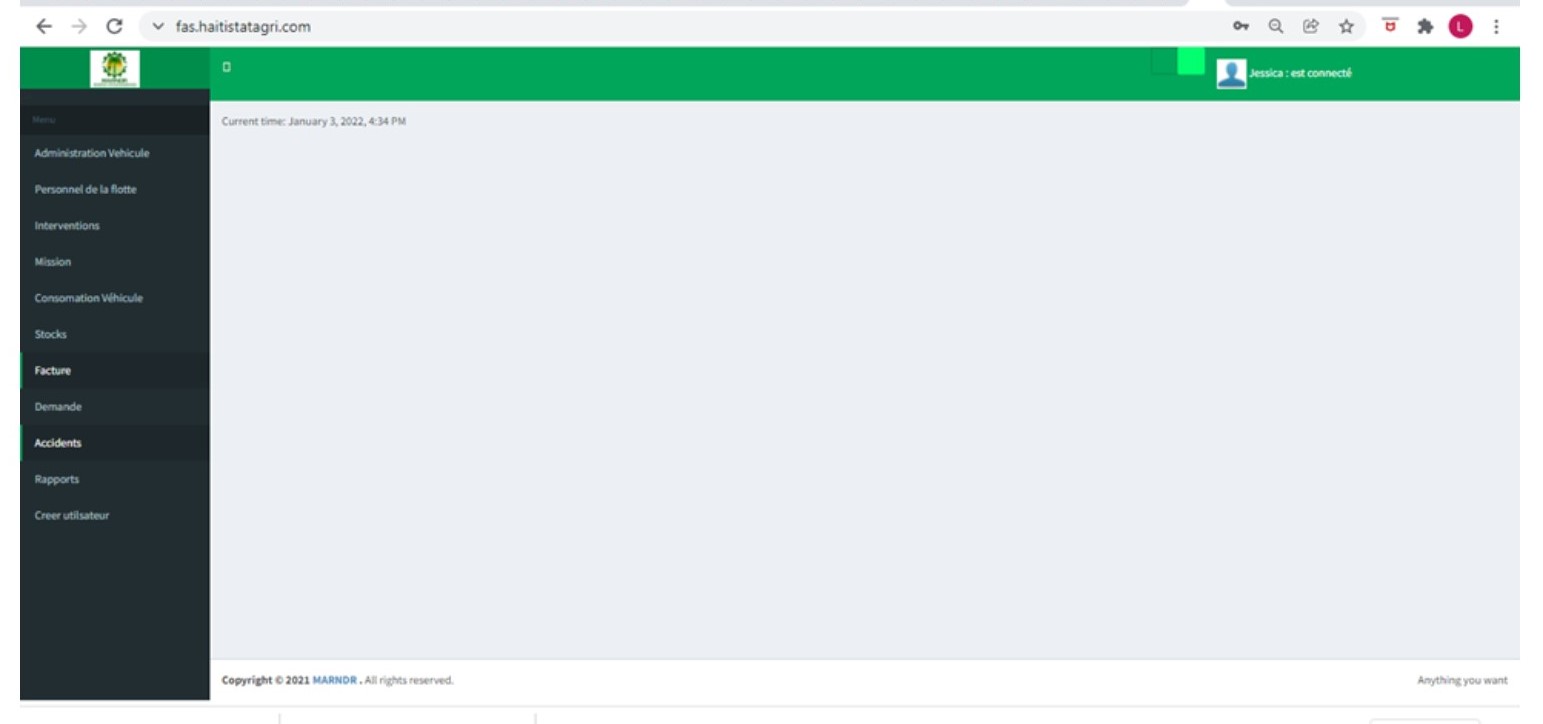 fas.haitistatagri.com
L
MARNDR
Jessica : est connecté
Menu
Current time: January 3, 2022, 4:34 PM
Administration Vehicule
Personnel de la flotte
Interventions
Mission
Consomation Véhicule
Stocks
Facture
Demande
Accidents
Rapports
Creer utilsateur
Copyright © 2021 MARNDR . All rights reserved.
Anything you want